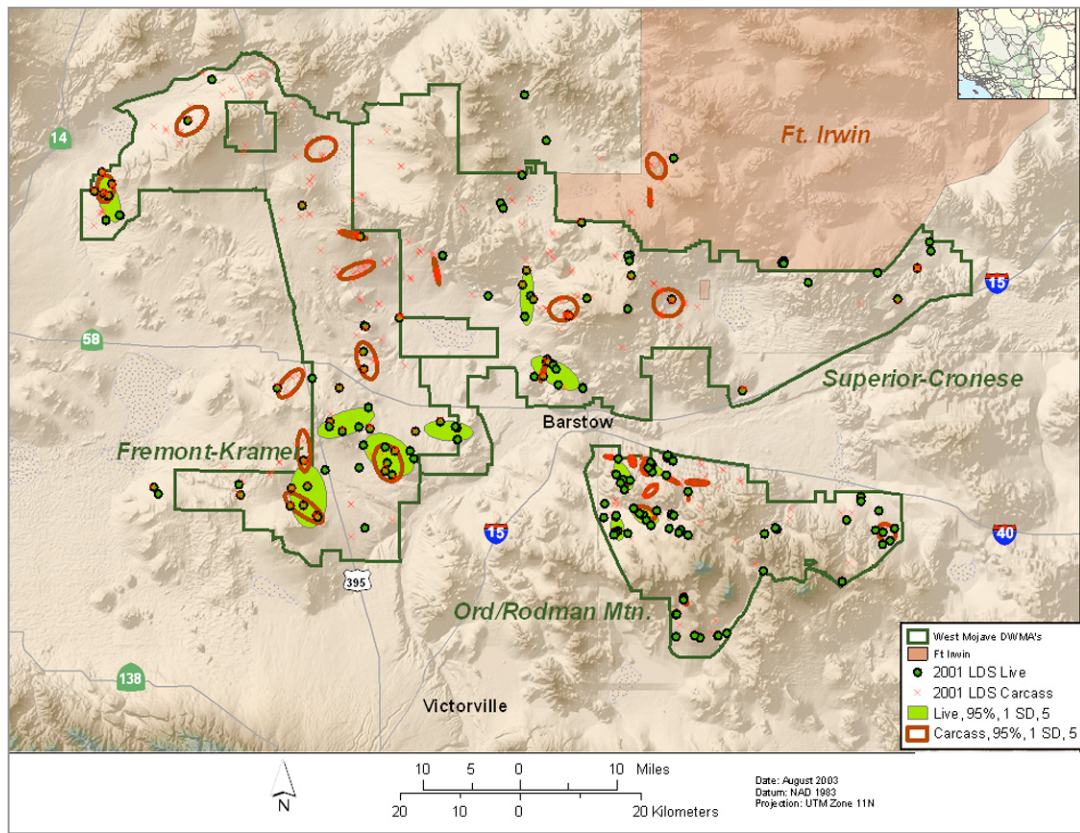 Ft. Irwin
14
15
58
Superior-Cronese
Barstow
Fremont-Kramer
15
40
395
Ord/Rodman Mtn.
138
Victorville
West Mojave DWMA's
Ft Irwin
2001 LDS Live
2001 LDS Carcass
Live, 95%, 1 SD, 5
Carcass, 95%, 1 SD, 5
10 5 0 10 Miles
20 10 0 20 Kilometers
N
Date: August 2003
Datum: NAD 1983
Projection: UTM Zone 11N